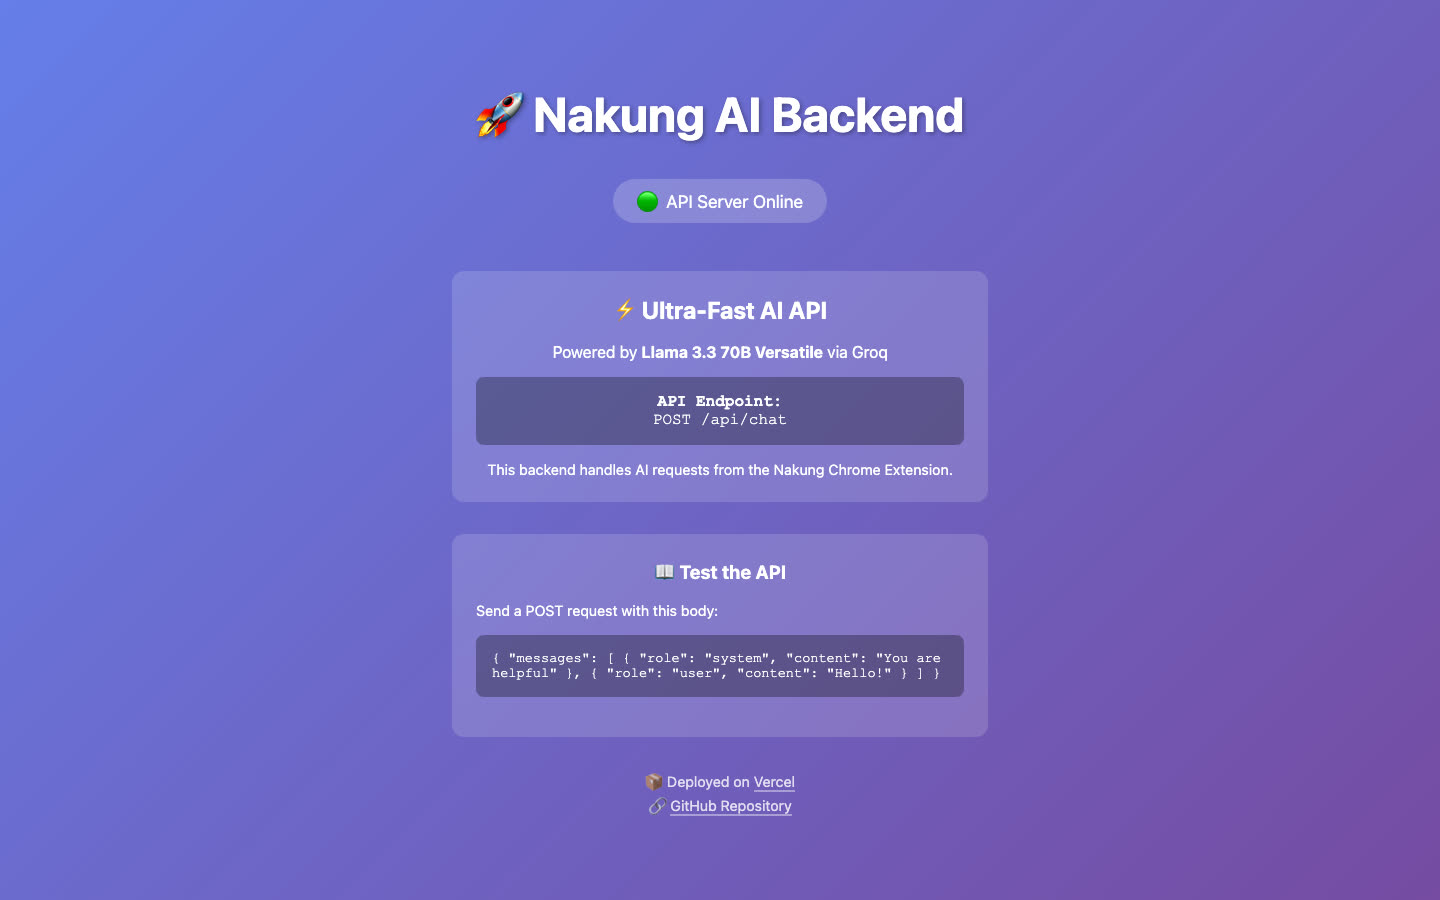 🚀 Nakung AI Backend
🟢 API Server Online
⚡ Ultra-Fast AI API
Powered by Llama 3.3 70B Versatile via Groq
API Endpoint:
POST /api/chat
This backend handles AI requests from the Nakung Chrome Extension.
📖 Test the API
Send a POST request with this body:
{ "messages": [ { "role": "system", "content": "You are
helpful" }, { "role": "user", "content": "Hello!" } ] }
📦 Deployed on Vercel
🔗 GitHub Repository